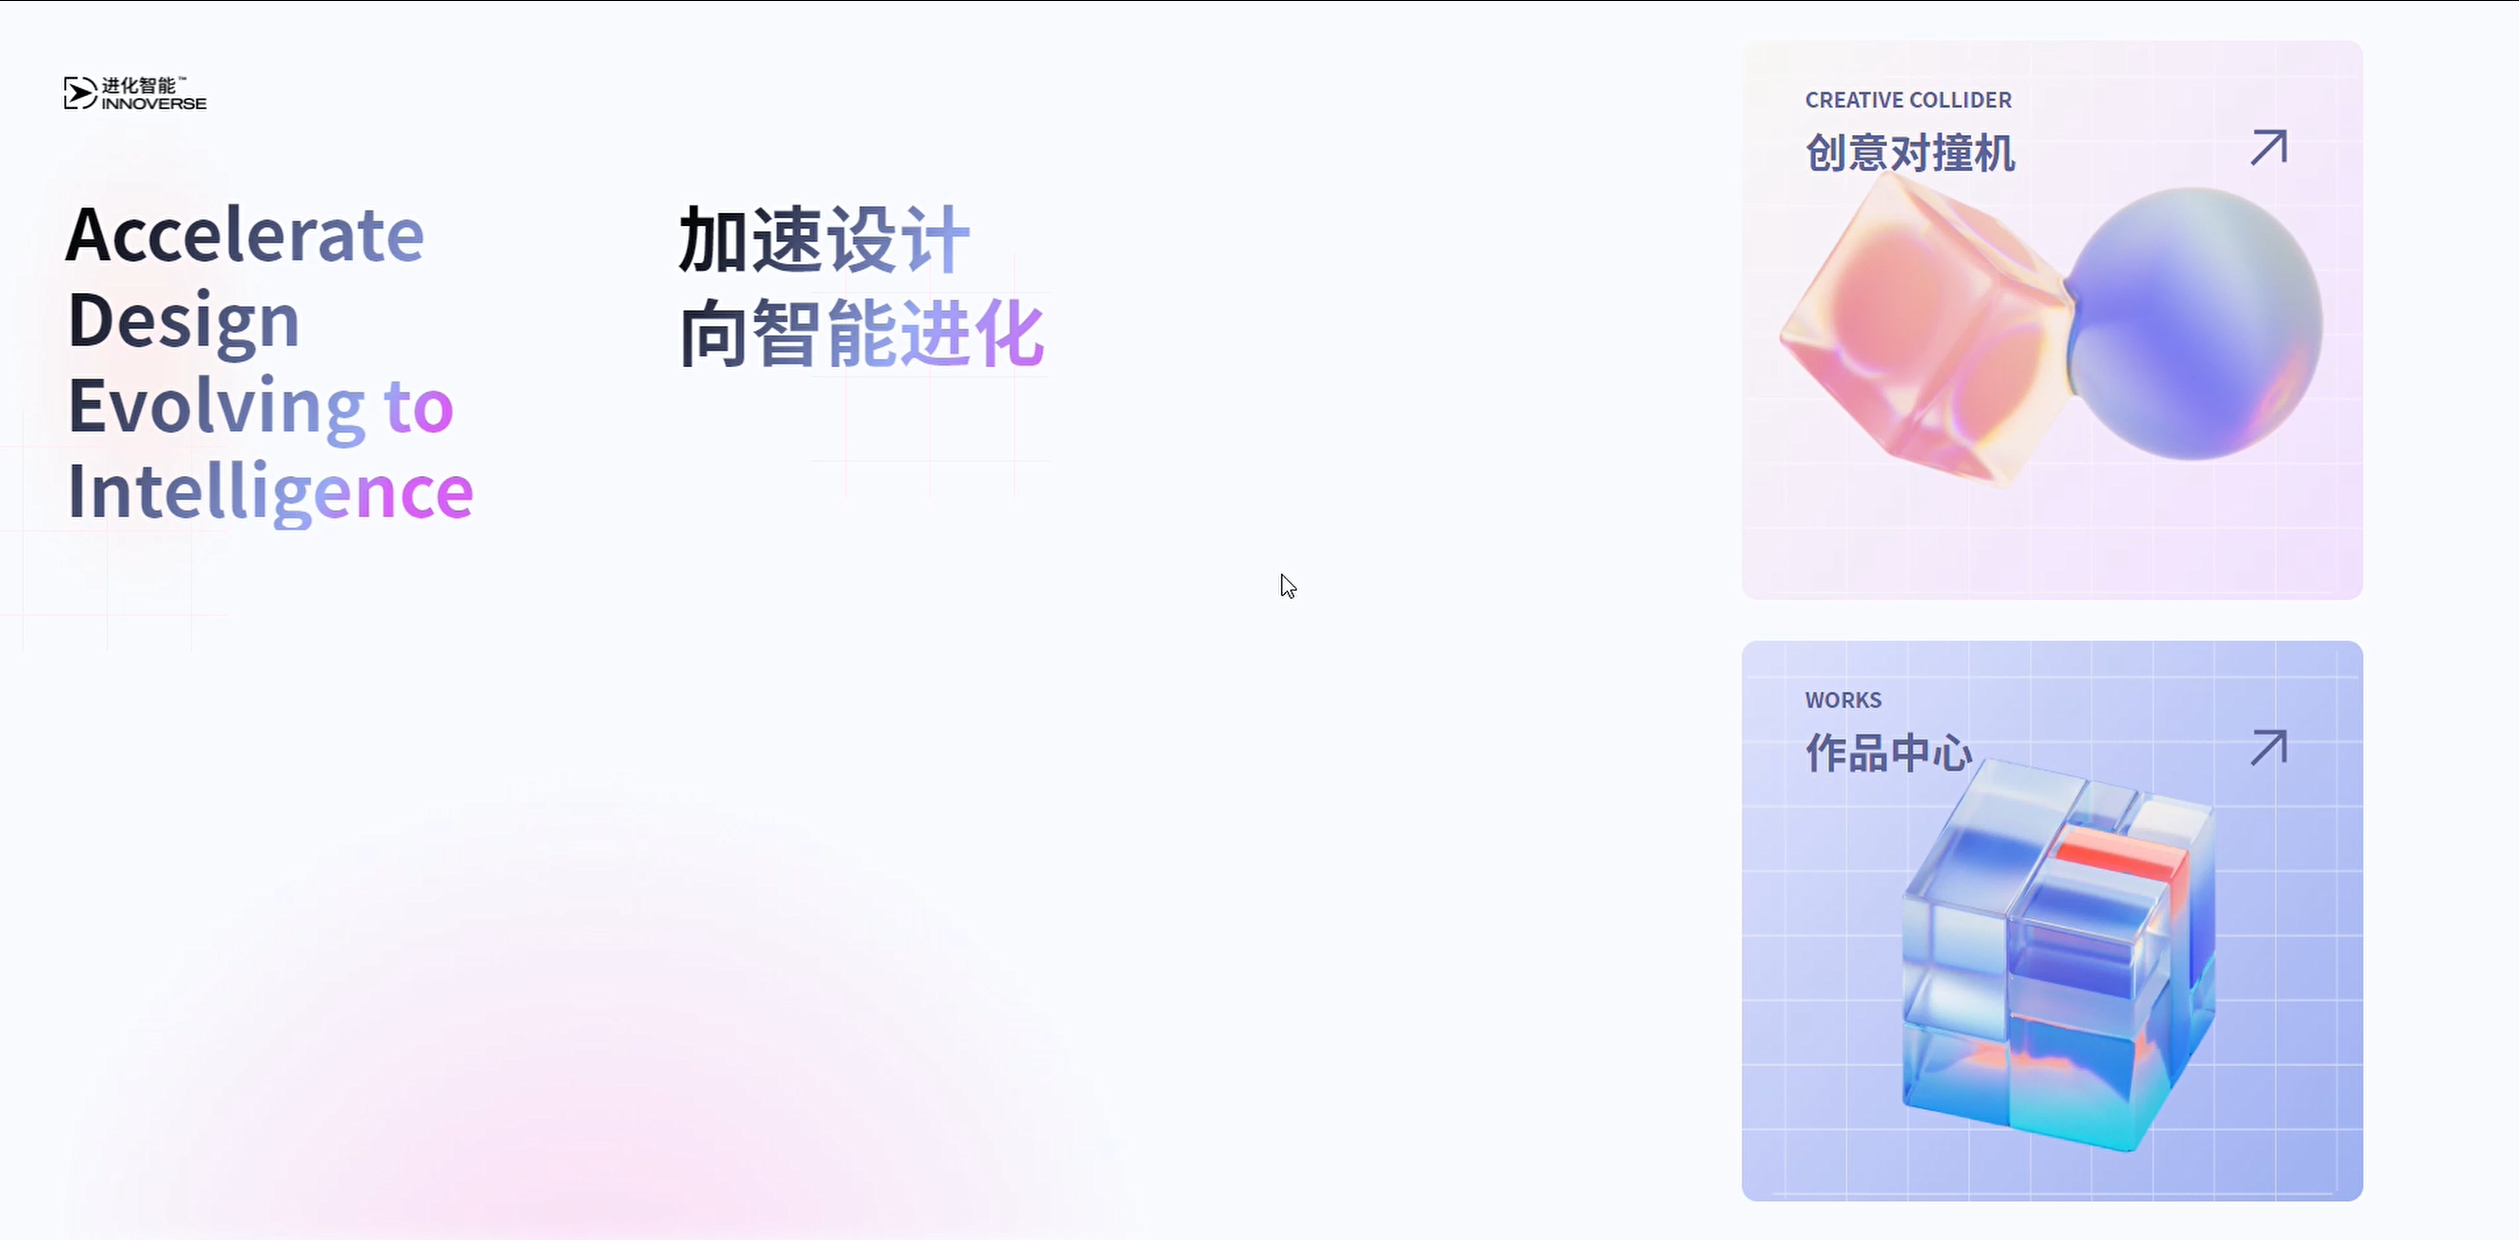 进化智能™
INNOVERSE
Accelerate
Design
Evolving to
Intelligence
加速设计
向智能进化
CREATIVE COLLIDER
创意对撞机
WORKS
作品中心